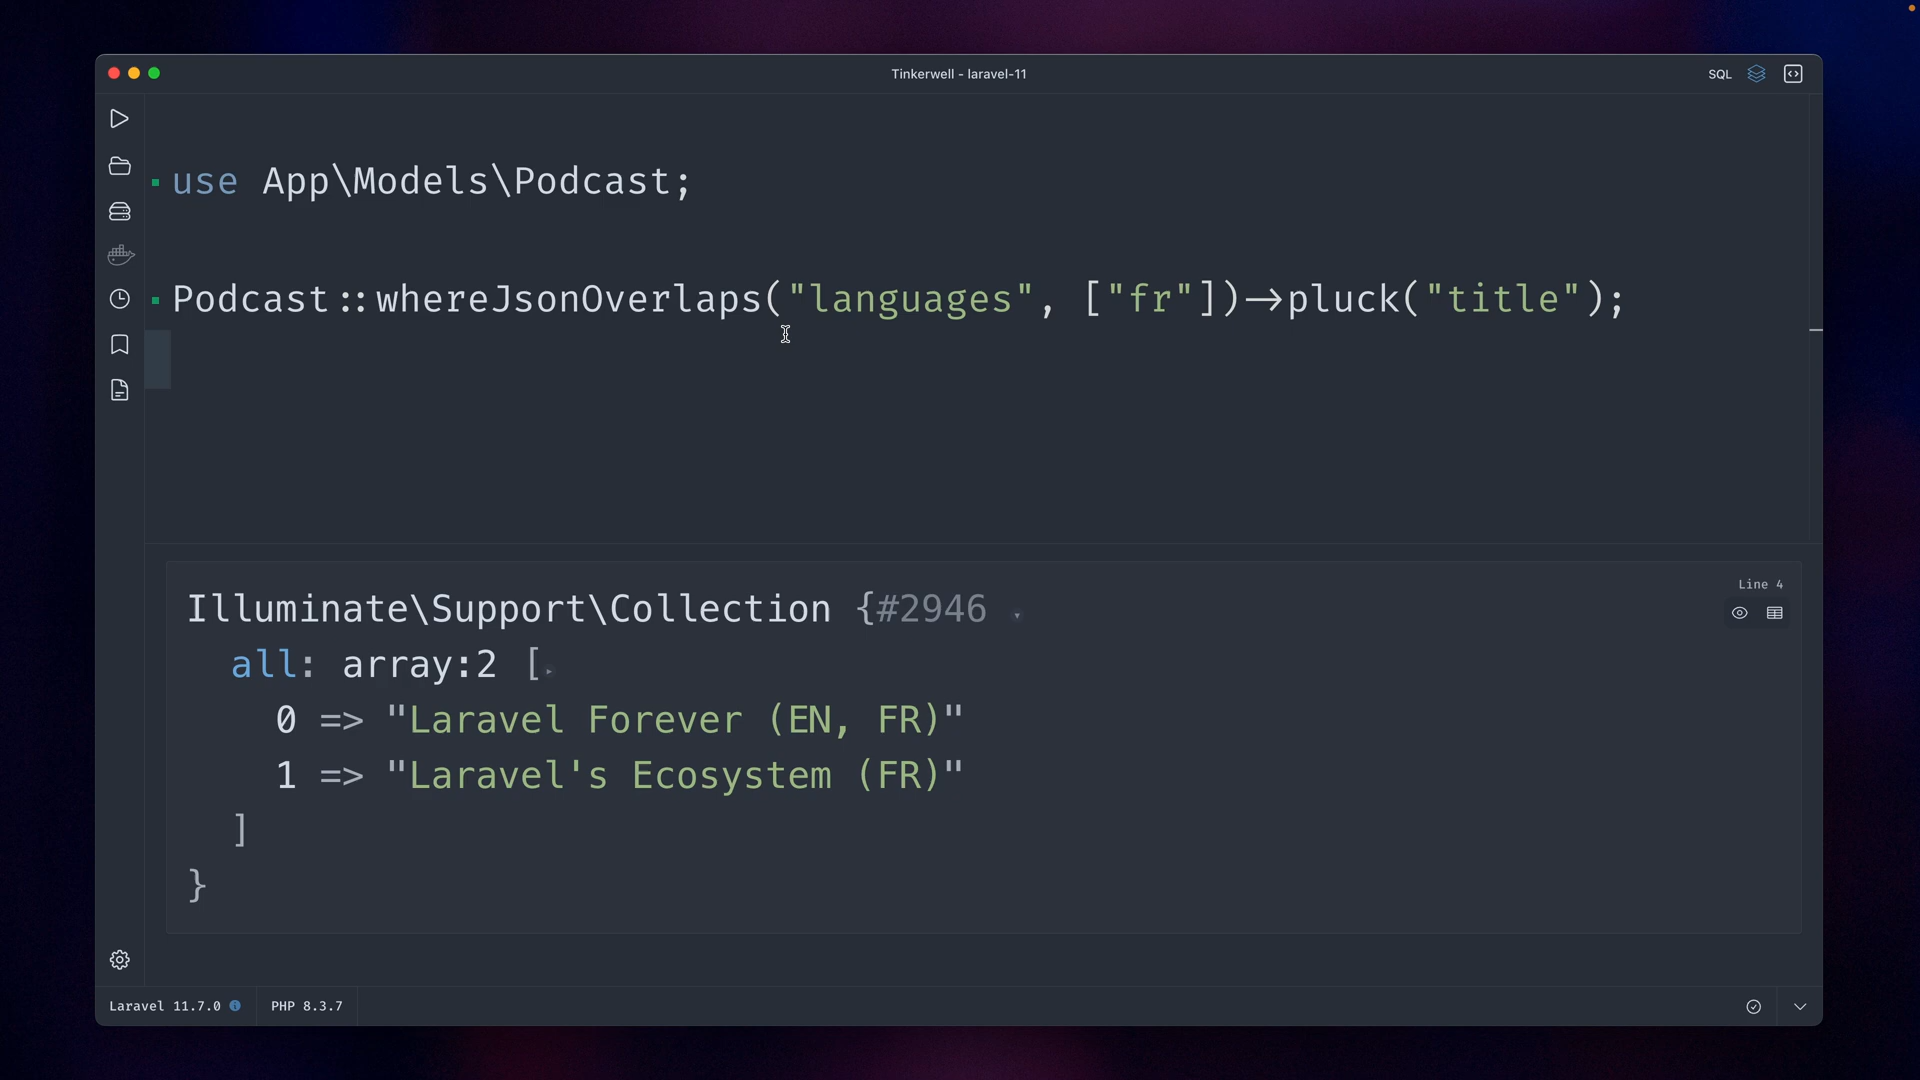 Tinkerwell - laravel-11
SQL
use App\Models\Podcast;
Podcast::whereJsonOverlaps("languages", ["fr"])->pluck("title");
Line 4
Illuminate\Support\Collection {#2946
all: array:2 [
0 => "Laravel Forever (EN, FR)"
1 => "Laravel's Ecosystem (FR)"
]
}
Laravel 11.7.0
PHP 8.3.7